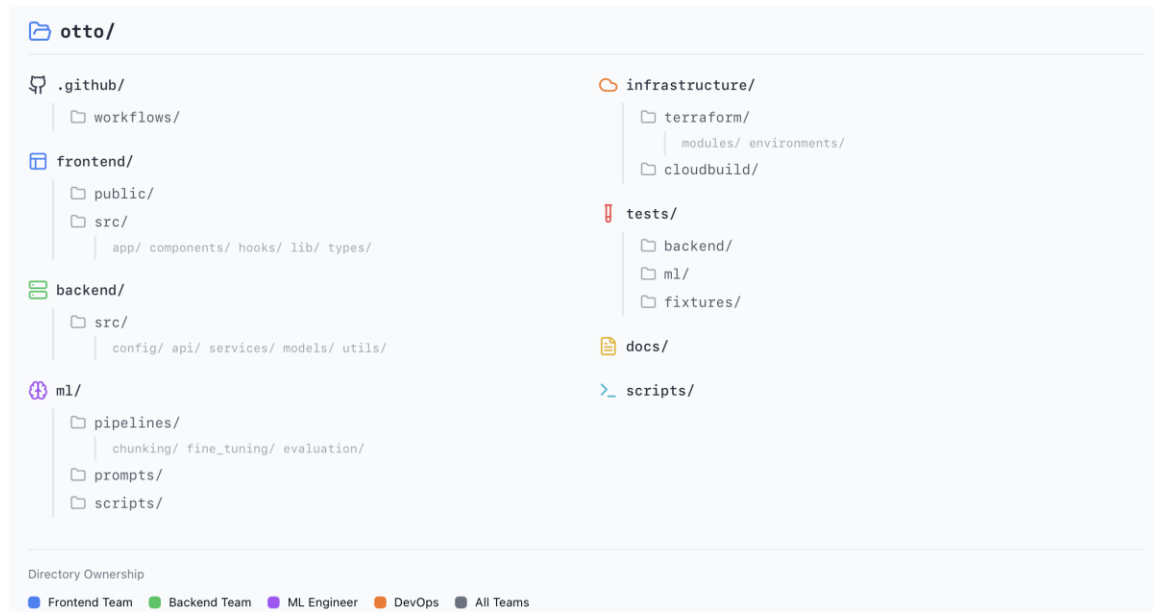 otto/
.github/
workflows/
frontend/
public/
src/
app/ components/ hooks/ lib/ types/
backend/
src/
config/ api/ services/ models/ utils/
ml/
pipelines/
chunking/ fine_tuning/ evaluation/
prompts/
scripts/
infrastructure/
terraform/
modules/ environments/
cloudbuild/
tests/
backend/
ml/
fixtures/
docs/
scripts/
Directory Ownership
Frontend Team Backend Team ML Engineer DevOps All Teams